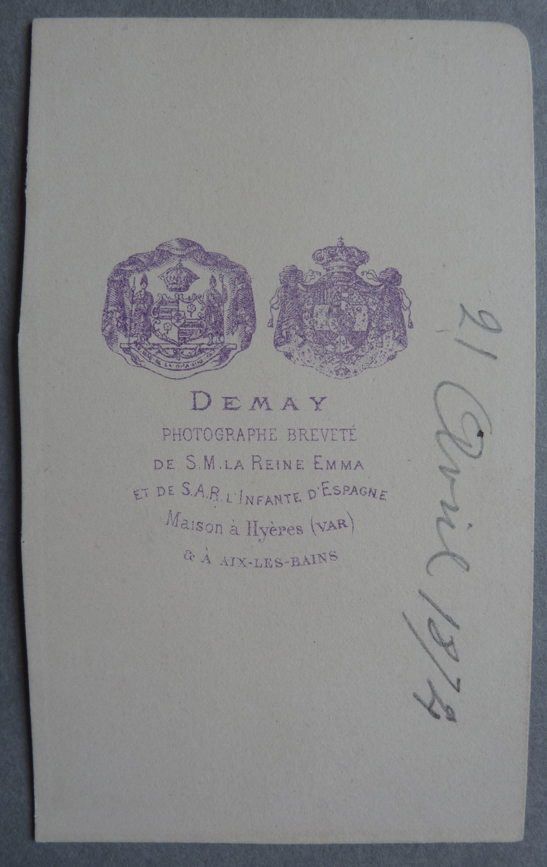 DEMAY
PHOTOGRAPHE BREVETÉ
DE S.M. LA REINE EMMA
ET DE S.A.R. L'INFANTE D'ESPAGNE
Maison à Hyères (VAR)
& À AIX-LES-BAINS
21 Avril 1872